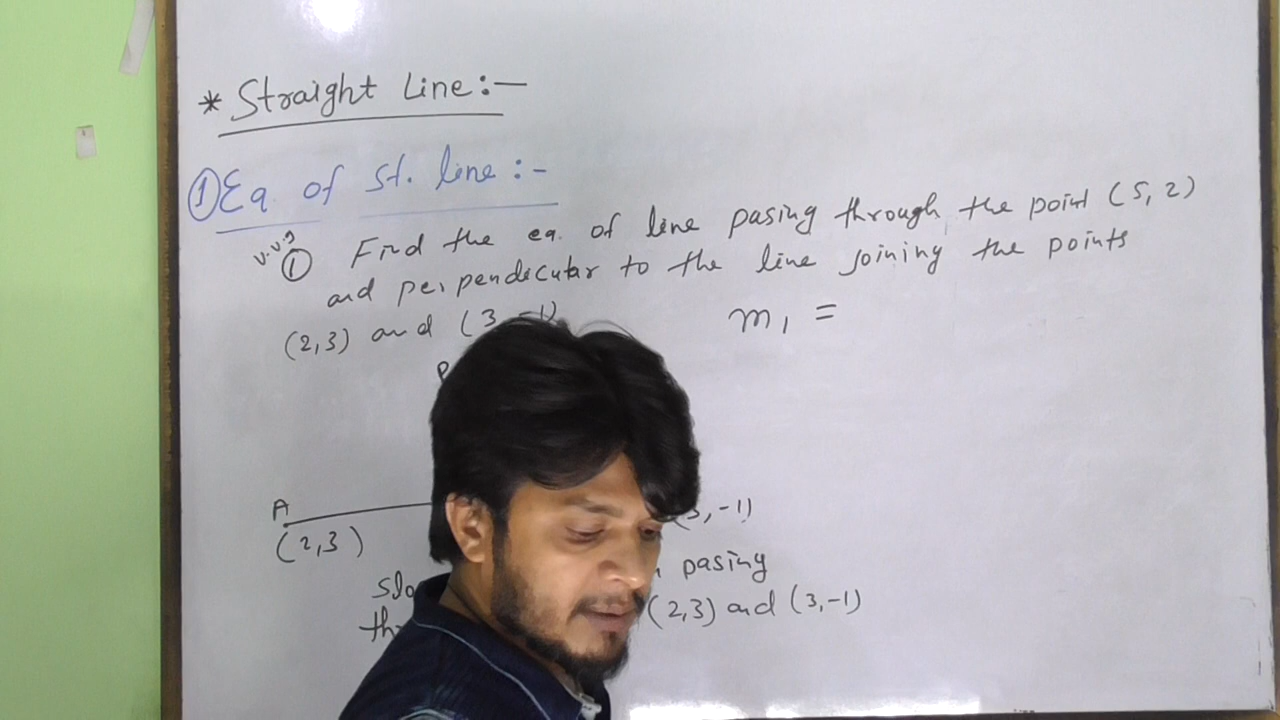 * Straight Line:-
① Eq of St. line :-
v.v.I
① Find the eq. of line pasing through the point (5,2)
and perpendicular to the line joining the points
(2,3) and (3,-1)
m₁ =
P
A
(2,3)
(3,-1)
pasing
(2,3) and (3,-1)